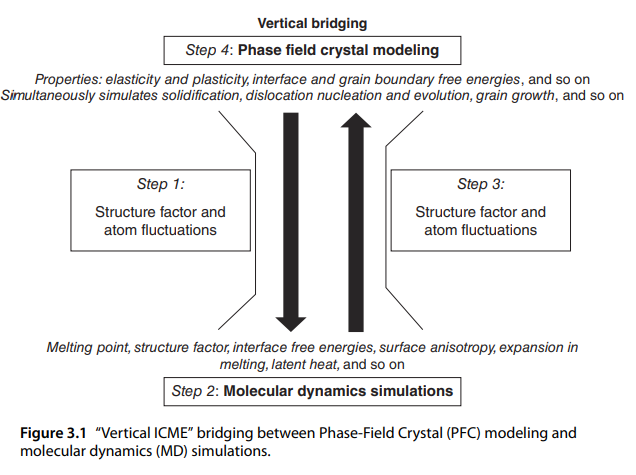 Vertical bridging
Step 4: Phase field crystal modeling
Properties: elasticity and plasticity, interface and grain boundary free energies, and so on
Simultaneously simulates solidification, dislocation nucleation and evolution, grain growth, and so on
Step 1:
Structure factor and
atom fluctuations
Step 3:
Structure factor and
atom fluctuations
Melting point, structure factor, interface free energies, surface anisotropy, expansion in
melting, latent heat, and so on
Step 2: Molecular dynamics simulations
Figure 3.1 “Vertical ICME” bridging between Phase-Field Crystal (PFC) modeling and
molecular dynamics (MD) simulations.